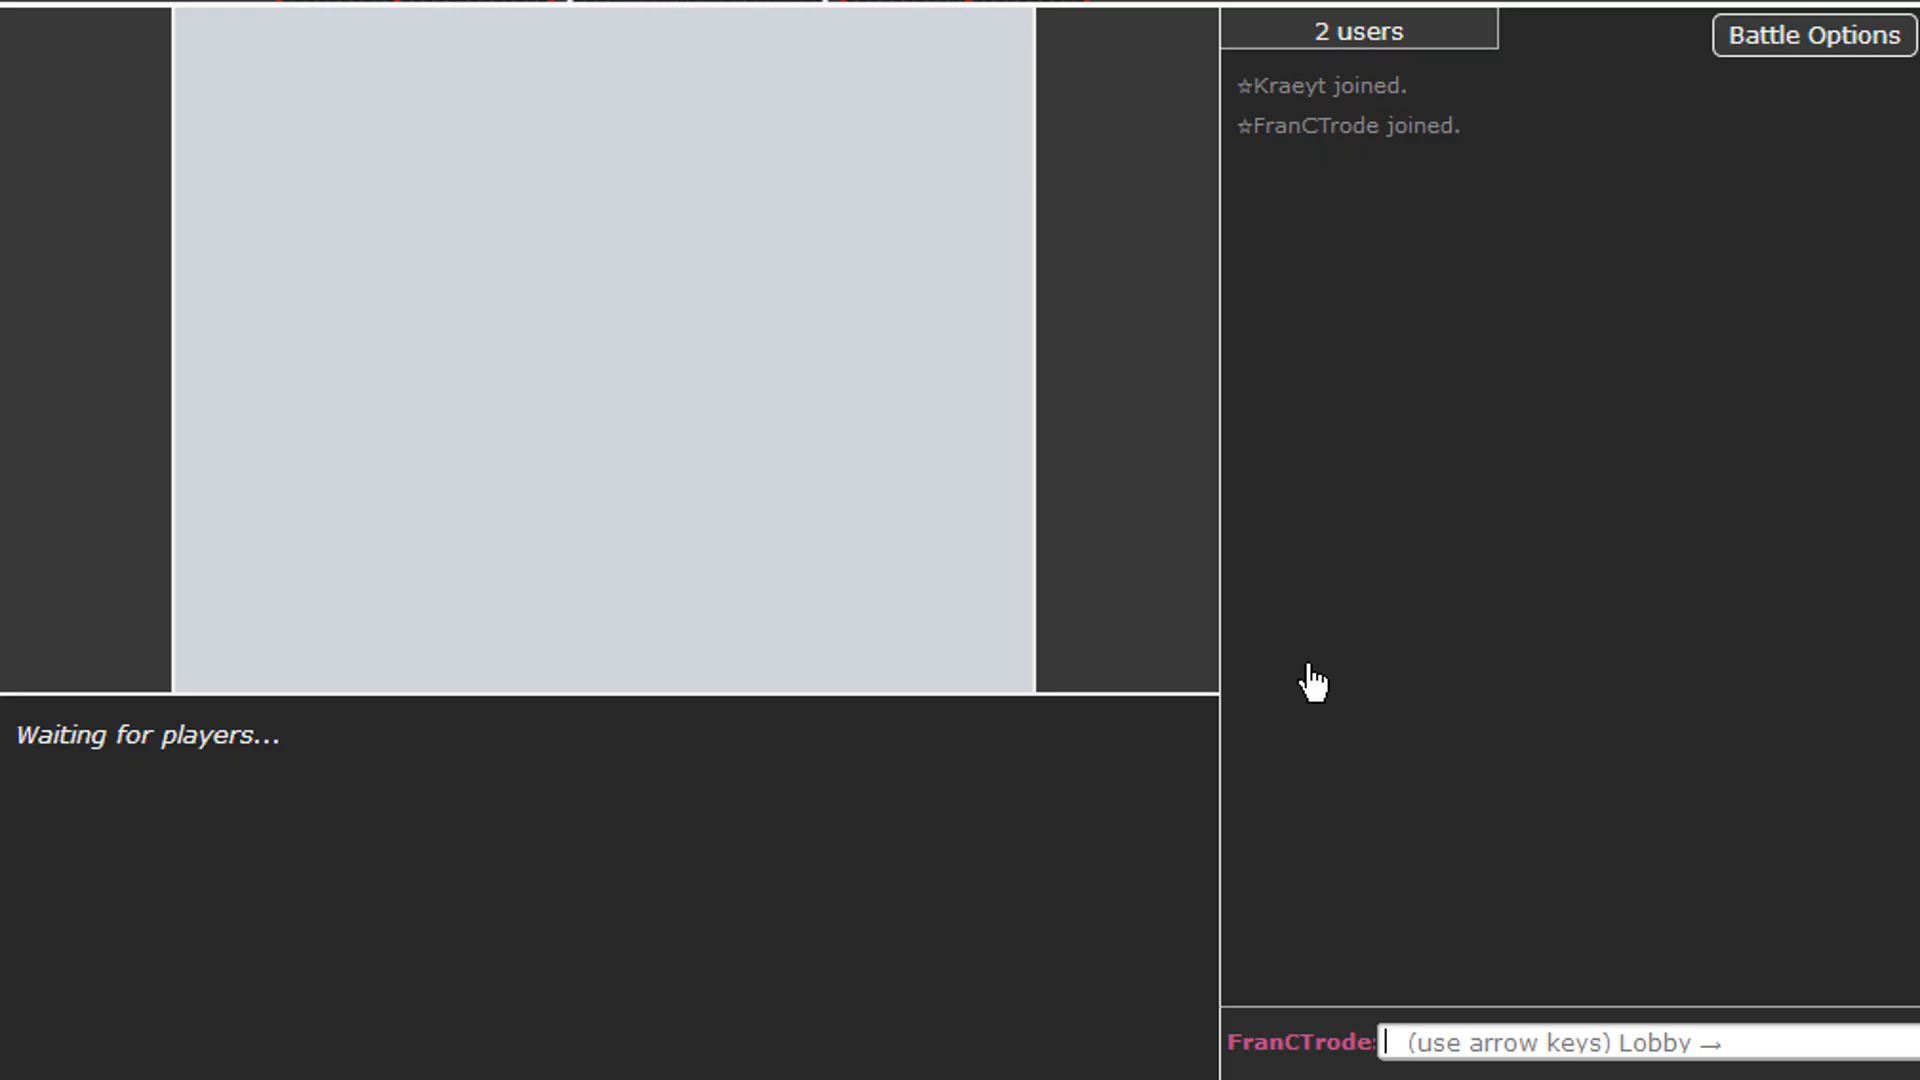 2 users
Battle Options
☆Kraeyt joined.
☆FranCTrode joined.
Waiting for players...
FranCTrode: (use arrow keys) Lobby →